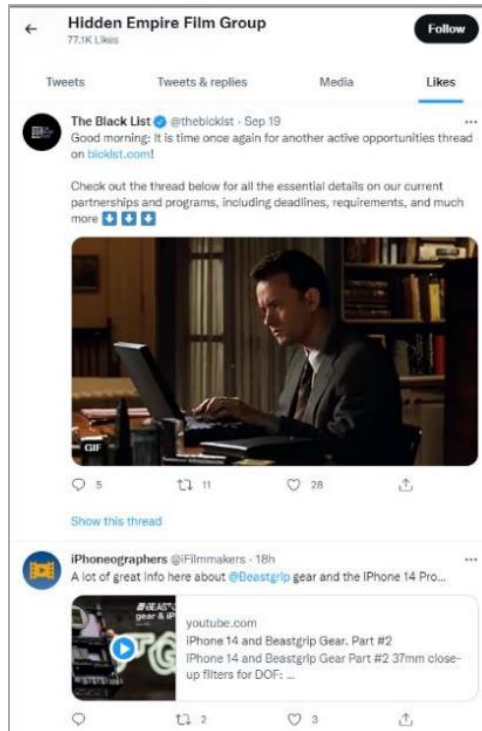 Hidden Empire Film Group
77.1K Likes
Follow
Tweets
Tweets & replies
Media
Likes
The Black List @theblcklst · Sep 19
Good morning: It is time once again for another active opportunities thread
on blcklst.com!
Check out the thread below for all the essential details on our current
partnerships and programs, including deadlines, requirements, and much
more
GIF
5
11
28
Show this thread
iPhoneographers @iFilmmakers · 18h
A lot of great info here about @Beastgrip gear and the IPhone 14 Pro...
gear & iP
youtube.com
iPhone 14 and Beastgrip Gear. Part #2
IPhone 14 and Beastgrip Gear Part #2 37mm close-
up filters for DOF: ...
2
3